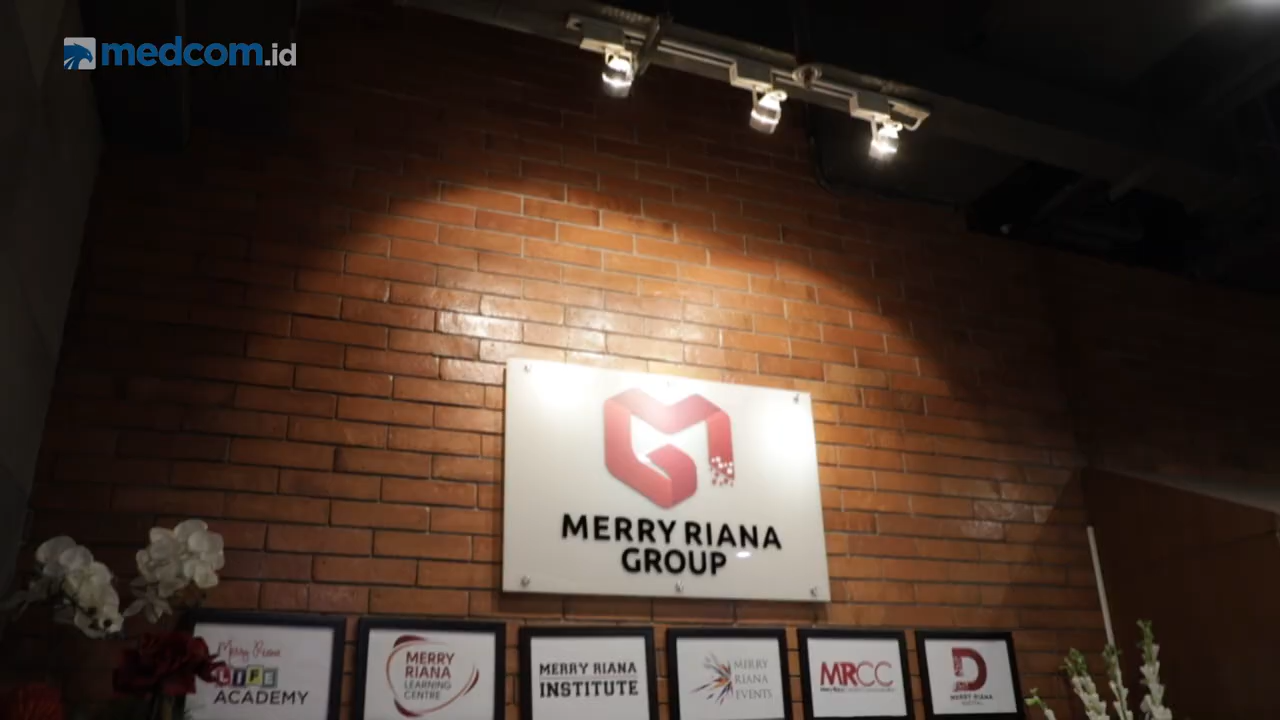 medcom.id
MERRY RIANA
GROUP
Merry Riana
LIFE
ACADEMY
MERRY
RIANA
LEARNING
CENTRE
MERRY RIANA
INSTITUTE
MERRY
RIANA
EVENTS
MRCC
D
MERRY RIANA
DIGITAL